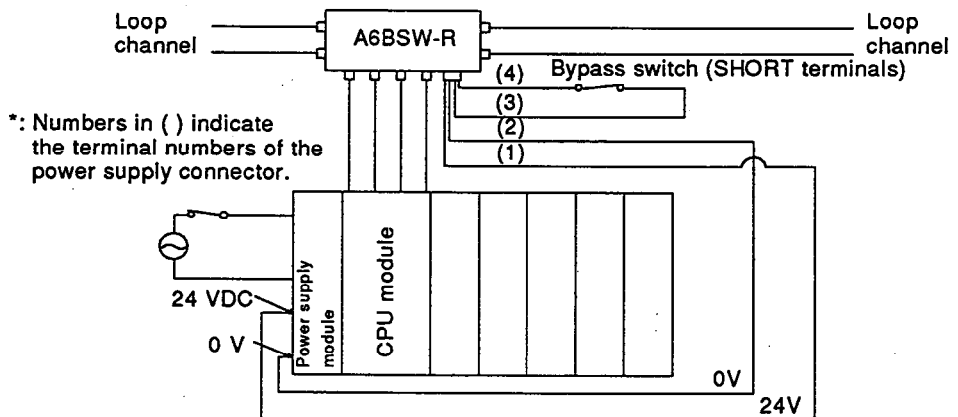 Loop
channel
A6BSW-R
Loop
channel
(4)
Bypass switch (SHORT terminals)
(3)
(2)
(1)
*: Numbers in ( ) indicate
the terminal numbers of the
power supply connector.
Power supply
module
CPU module
24 VDC
0 V
0V
24V